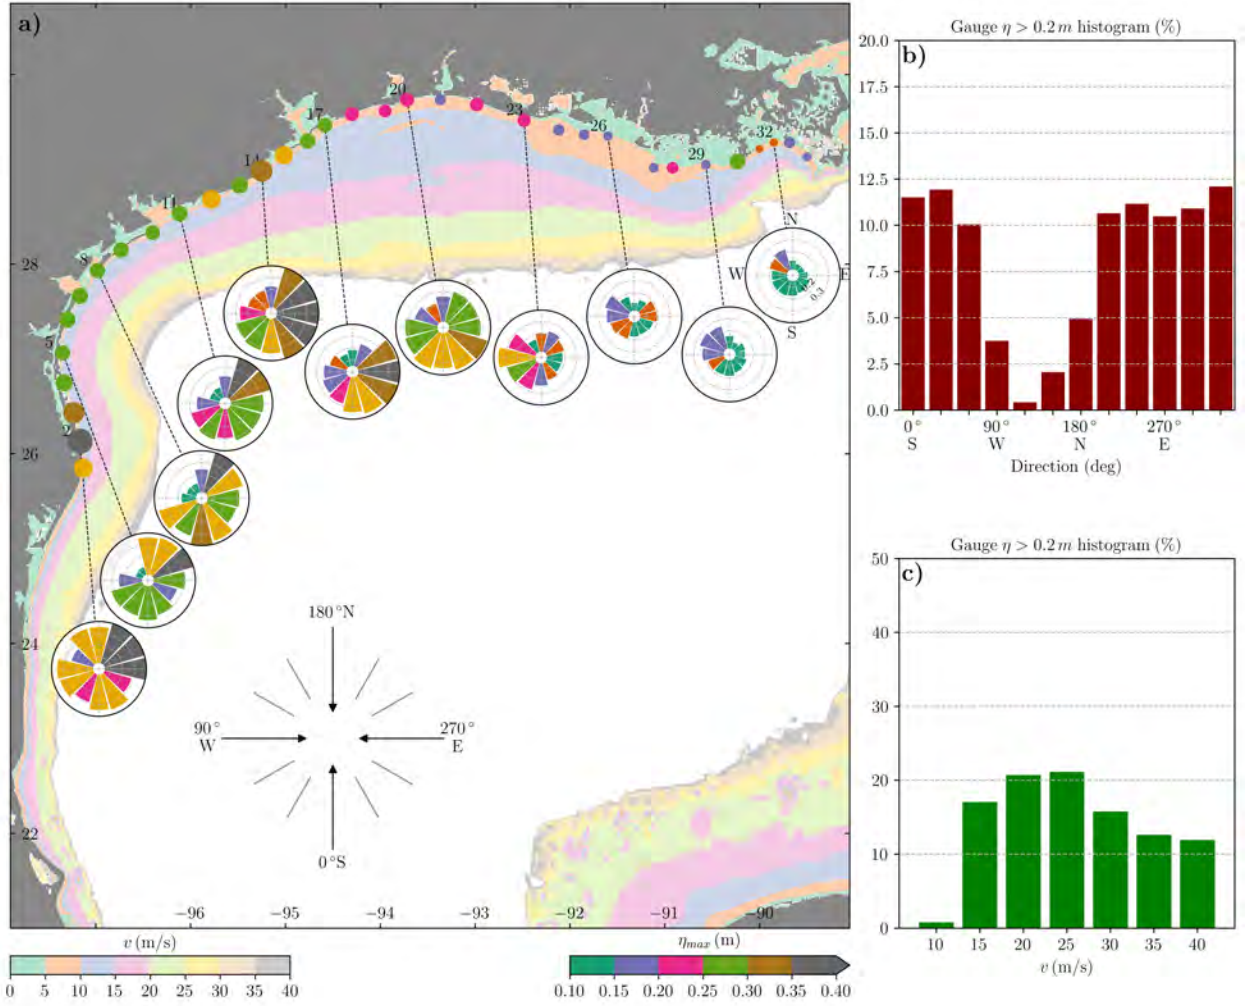 a)
20
17
14
11
8
5
2
23
26
29
32
28
26
24
22
N
W
E
S
0.2
0.3
180°N
90°
W
270°
E
0°S
−96
−95
−94
−93
−92
−91
−90
v (m/s)
0 5 10 15 20 25 30 35 40
η_max (m)
0.10 0.15 0.20 0.25 0.30 0.35 0.40
Gauge η > 0.2 m histogram (%)
b)
20.0
17.5
15.0
12.5
10.0
7.5
5.0
2.5
0.0
0° 90° 180° 270°
S W N E
Direction (deg)
Gauge η > 0.2 m histogram (%)
c)
50
40
30
20
10
0
10 15 20 25 30 35 40
v (m/s)